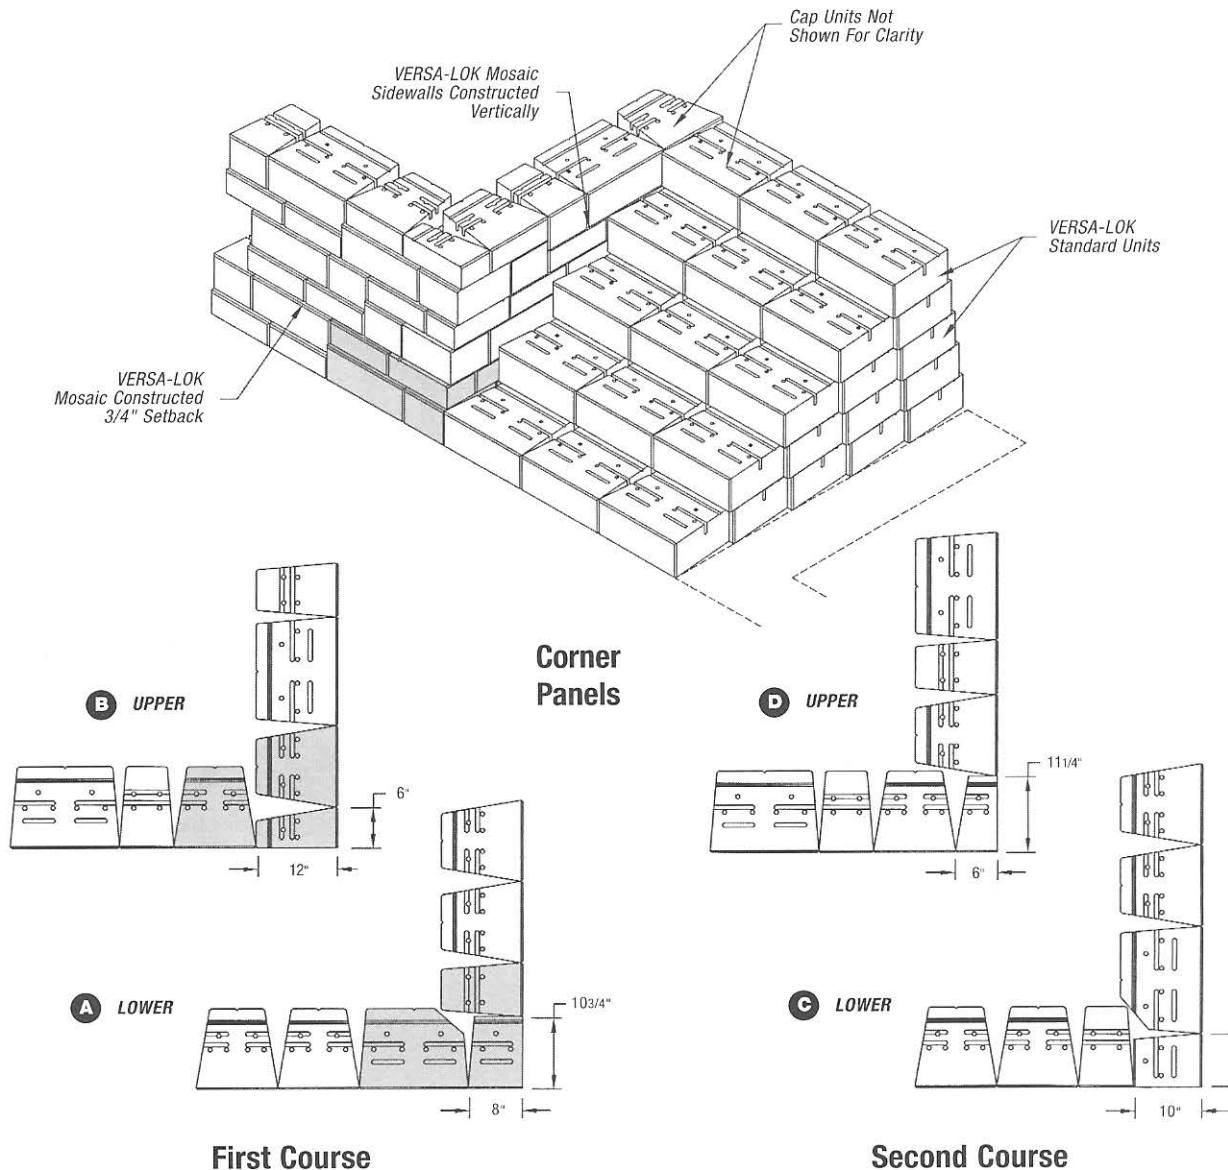 Cap Units Not
Shown For Clarity
VERSA-LOK Mosaic
Sidewalls Constructed
Vertically
VERSA-LOK
Standard Units
VERSA-LOK
Mosaic Constructed
3/4" Setback
Corner
Panels
B UPPER
6"
12"
D UPPER
11 1/4"
6"
A LOWER
10 3/4"
8"
C LOWER
10"
First Course
Second Course